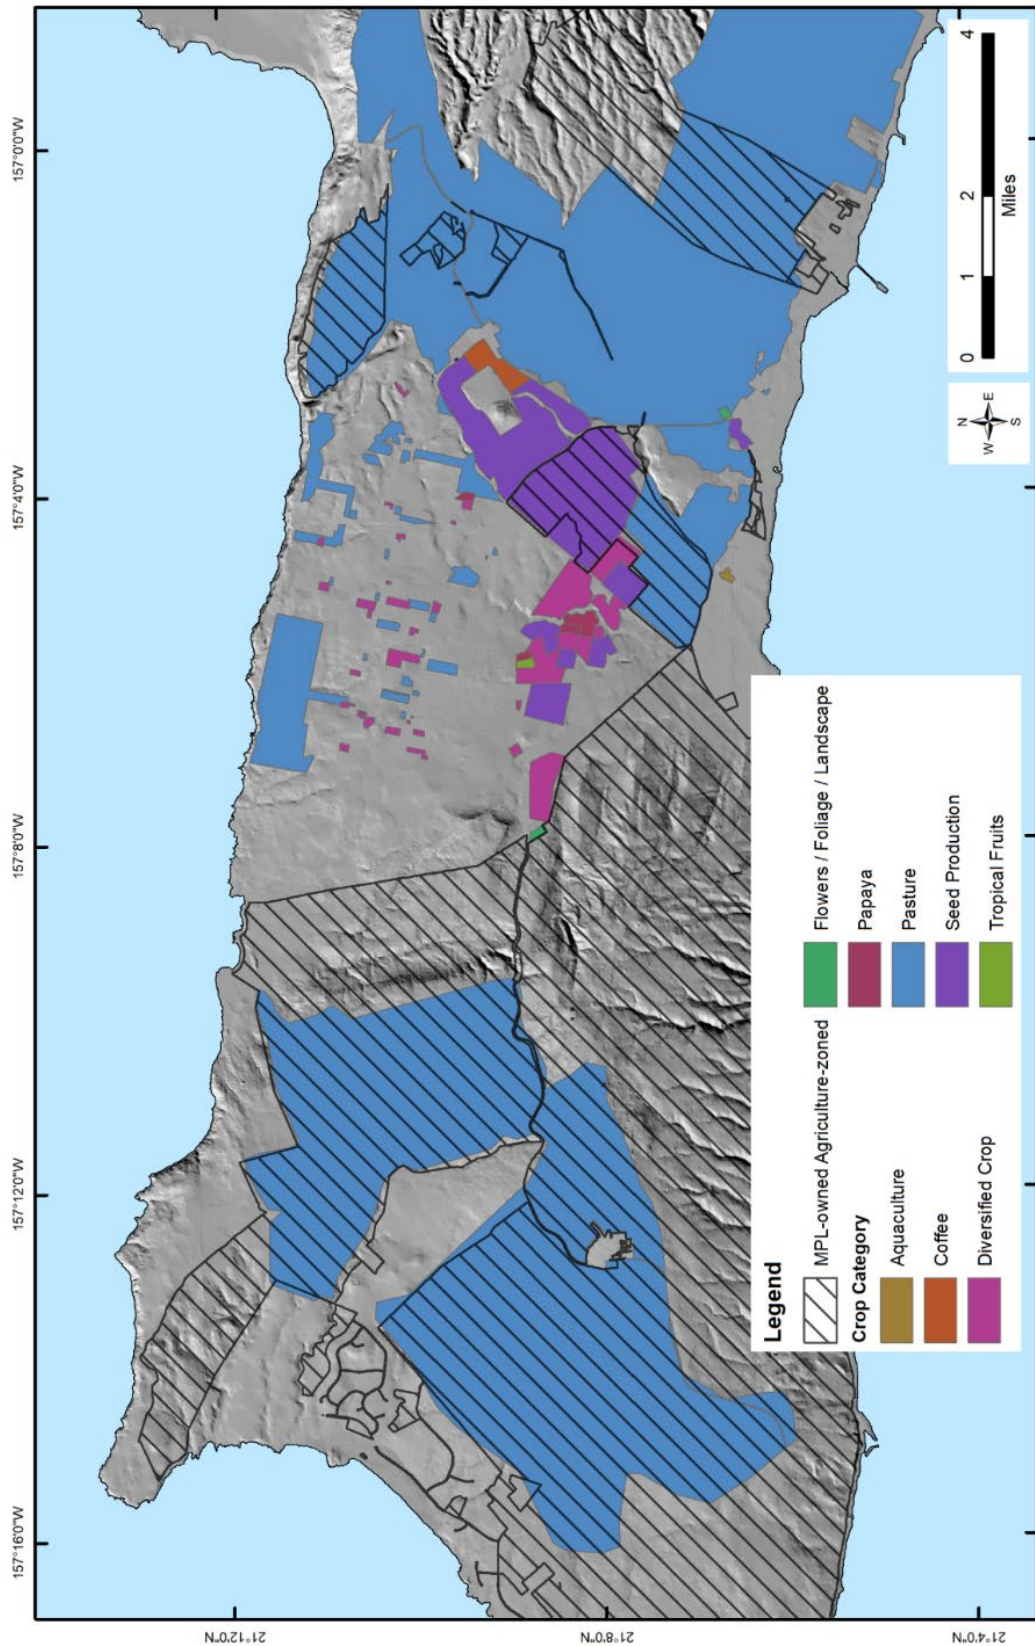 157°16'0"W
157°12'0"W
157°8'0"W
157°4'0"W
157°0'0"W
21°12'0"N
21°8'0"N
21°4'0"N
Legend
MPL-owned Agriculture-zoned
Crop Category
Aquaculture
Coffee
Diversified Crop
Flowers / Foliage / Landscape
Papaya
Pasture
Seed Production
Tropical Fruits
N
W E
S
0 1 2 4
Miles